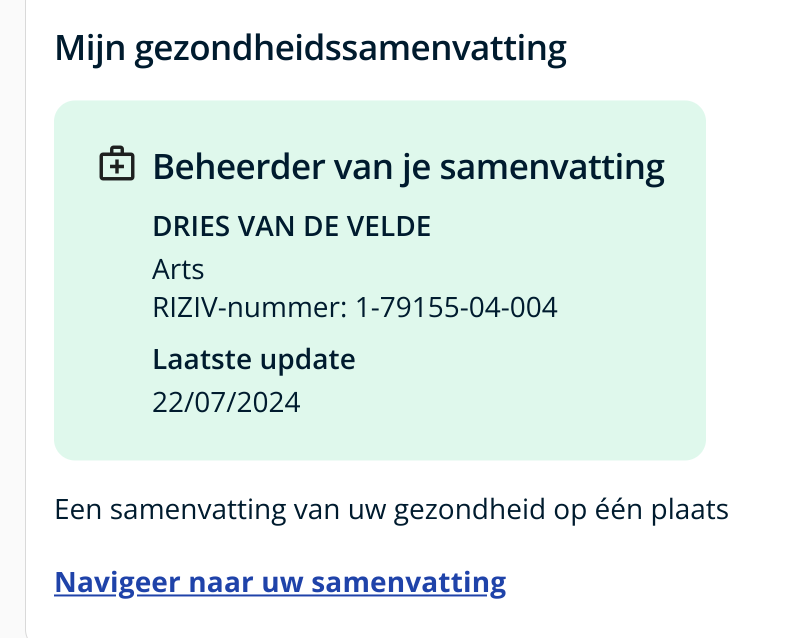 Mijn gezondheidssamenvatting
Beheerder van je samenvatting
DRIES VAN DE VELDE
Arts
RIZIV-nummer: 1-79155-04-004
Laatste update
22/07/2024
Een samenvatting van uw gezondheid op één plaats
Navigeer naar uw samenvatting